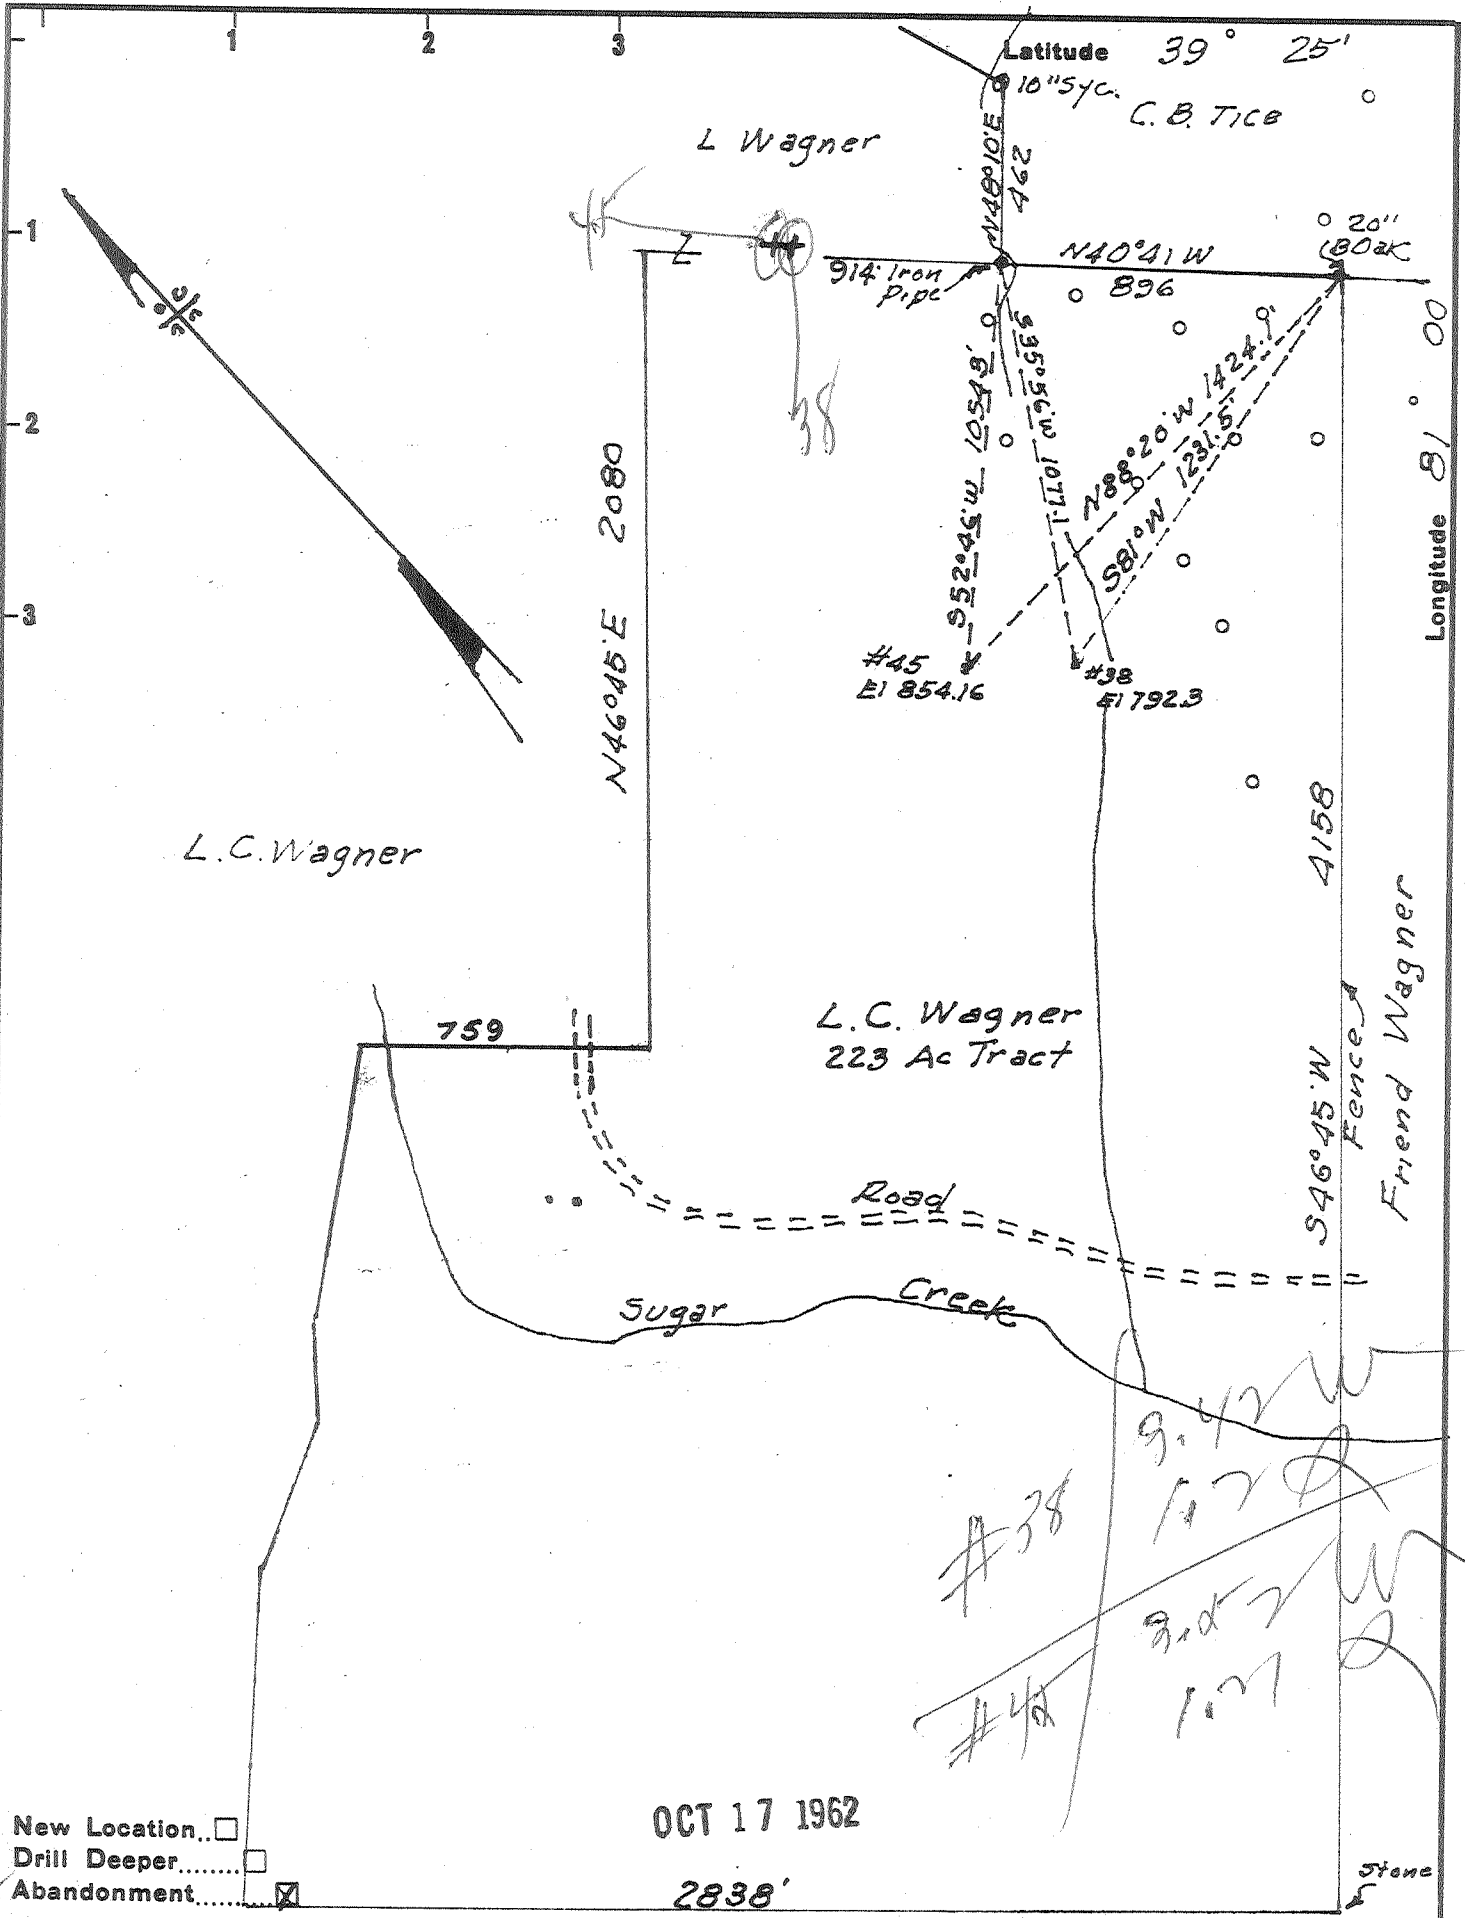 1 2 3
Latitude 39° 25'
10" Syc.
C. B. Tice
L Wagner
N48°10'E
462
45
1
20"
B Oak
N40°41 W
896
914' Iron
Pipe
38
Longitude 81° 00
2
S52°46'W 1054.3'
S35°56'W 1077.1
N88°20'W 1424.9'
S81°W 1231.5'
N46°45'E 2080
3
#45
El 854.16
#38
El 792.3
L.C. Wagner
S46°45'W 4158
Fence
Friend Wagner
759
L.C. Wagner
223 Ac Tract
Road
Sugar Creek
#38
#45
New Location..
Drill Deeper........
Abandonment..........
OCT 17 1962
2838'
Stone